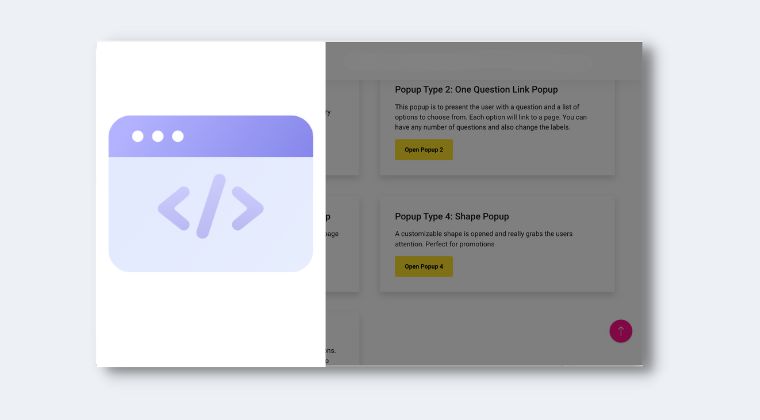 </>
Popup Type 2: One Question Link Popup
This popup is to present the user with a question and a list of
options to choose from. Each option will link to a page. You can
have any number of questions and also change the labels
Open Popup 2
Popup Type 4: Shape Popup
A customizable shape is opened and really grabs the users
attention. Perfect for promotions
Open Popup 4